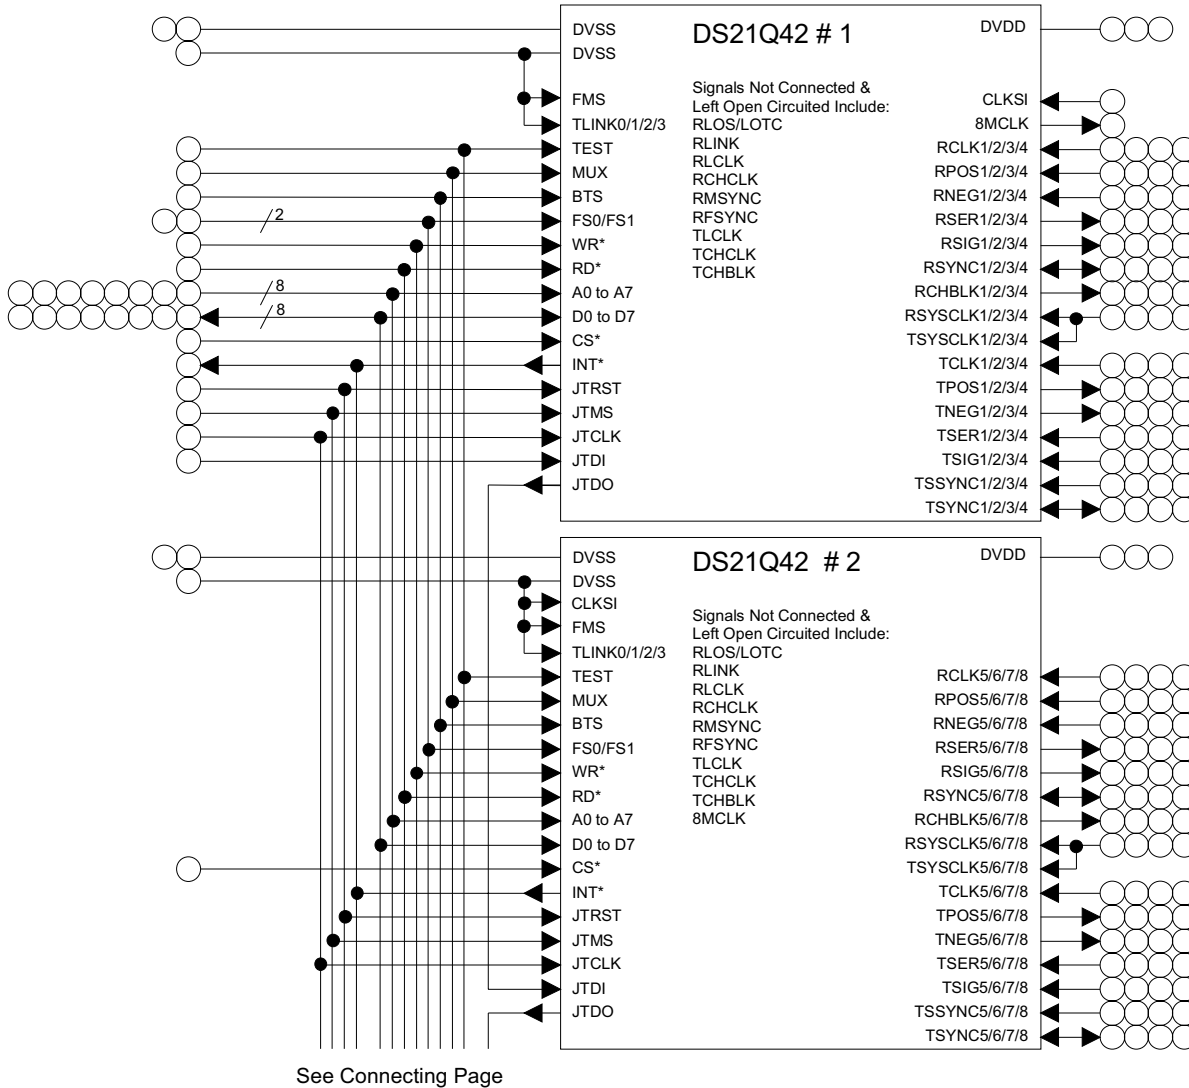 DS21Q42 # 1
DVSS
DVSS
FMS
TLINK0/1/2/3
TEST
MUX
BTS
2
FS0/FS1
WR*
RD*
8
A0 to A7
8
D0 to D7
CS*
INT*
JTRST
JTMS
JTCLK
JTDI
JTDO
Signals Not Connected &
Left Open Circuited Include:
RLOS/LOTC
RLINK
RLCLK
RCHCLK
RMSYNC
RFSYNC
TLCLK
TCHCLK
TCHBLK
DVDD
CLKSI
8MCLK
RCLK1/2/3/4
RPOS1/2/3/4
RNEG1/2/3/4
RSER1/2/3/4
RSIG1/2/3/4
RSYNC1/2/3/4
RCHBLK1/2/3/4
RSYSCLK1/2/3/4
TSYSCLK1/2/3/4
TCLK1/2/3/4
TPOS1/2/3/4
TNEG1/2/3/4
TSER1/2/3/4
TSIG1/2/3/4
TSSYNC1/2/3/4
TSYNC1/2/3/4
DS21Q42 # 2
DVSS
DVSS
CLKSI
FMS
TLINK0/1/2/3
TEST
MUX
BTS
FS0/FS1
WR*
RD*
A0 to A7
D0 to D7
CS*
INT*
JTRST
JTMS
JTCLK
JTDI
JTDO
Signals Not Connected &
Left Open Circuited Include:
RLOS/LOTC
RLINK
RLCLK
RCHCLK
RMSYNC
RFSYNC
TLCLK
TCHCLK
TCHBLK
8MCLK
DVDD
RCLK5/6/7/8
RPOS5/6/7/8
RNEG5/6/7/8
RSER5/6/7/8
RSIG5/6/7/8
RSYNC5/6/7/8
RCHBLK5/6/7/8
RSYSCLK5/6/7/8
TSYSCLK5/6/7/8
TCLK5/6/7/8
TPOS5/6/7/8
TNEG5/6/7/8
TSER5/6/7/8
TSIG5/6/7/8
TSSYNC5/6/7/8
TSYNC5/6/7/8
See Connecting Page